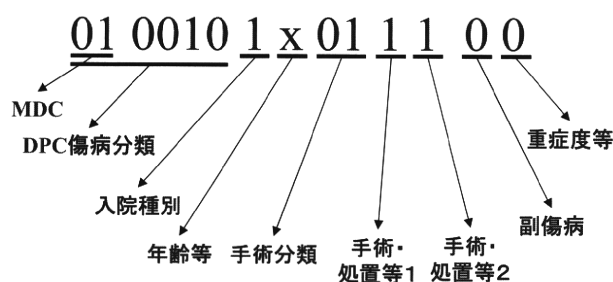 01 0010 1 x 01 1 1 0 0
MDC
DPC傷病分類
入院種別
年齢等
手術分類
手術・
処置等1
手術・
処置等2
副傷病
重症度等